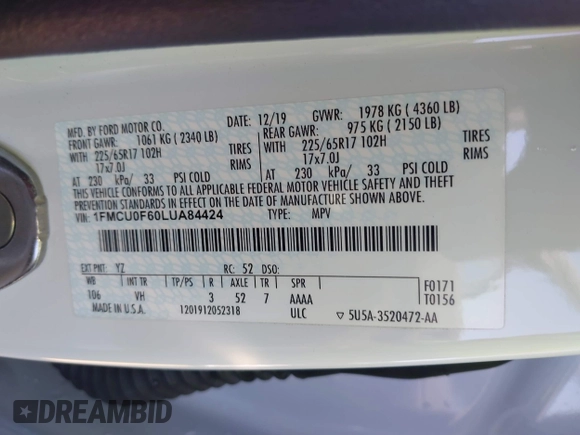 MFD. BY FORD MOTOR CO. DATE: 12/19 GVWR: 1978 KG ( 4360 LB)
FRONT GAWR: 1061 KG ( 2340 LB) REAR GAWR: 975 KG ( 2150 LB)
WITH 225/65R17 102H TIRES WITH 225/65R17 102H TIRES
17x7.0J RIMS 17x7.0J RIMS
AT 230 kPa/ 33 PSI COLD AT 230 kPa/ 33 PSI COLD
THIS VEHICLE CONFORMS TO ALL APPLICABLE FEDERAL MOTOR VEHICLE SAFETY AND THEFT
PREVENTION STANDARDS IN EFFECT ON THE DATE OF MANUFACTURE SHOWN ABOVE.
VIN: 1FMCU0F60LUA84424 TYPE: MPV
EXT PNT: YZ RC: 52 DSO:
WB INT TR TP/PS R AXLE TR SPR F0171
106 VH 3 52 7 AAAA T0156
MADE IN U.S.A. 1201912052318 ULC ▽ 5U5A-3520472-AA
DREAMBID